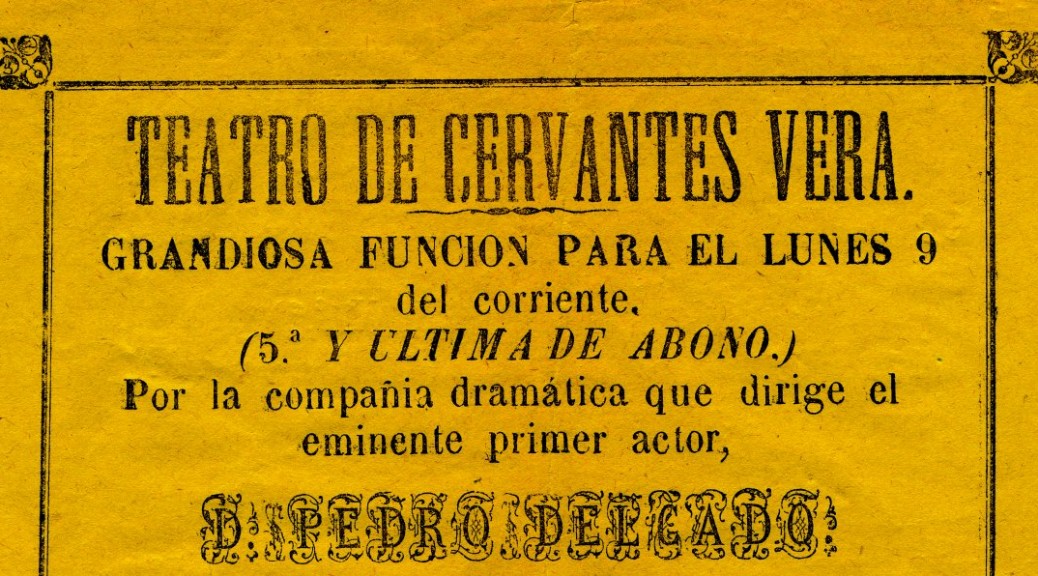 TEATRO DE CERVANTES VERA.
GRANDIOSA FUNCION PARA EL LUNES 9
del corriente.
(5.ª Y ULTIMA DE ABONO.)
Por la compañia dramática que dirige el
eminente primer actor,
D. PEDRO DELGADO.